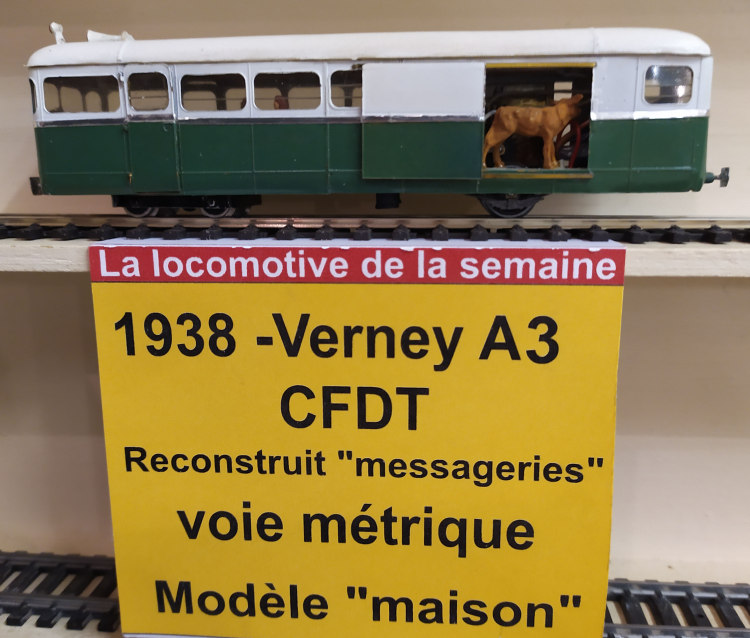 La locomotive de la semaine
1938 -Verney A3
CFDT
Reconstruit "messageries"
voie métrique
Modèle "maison"